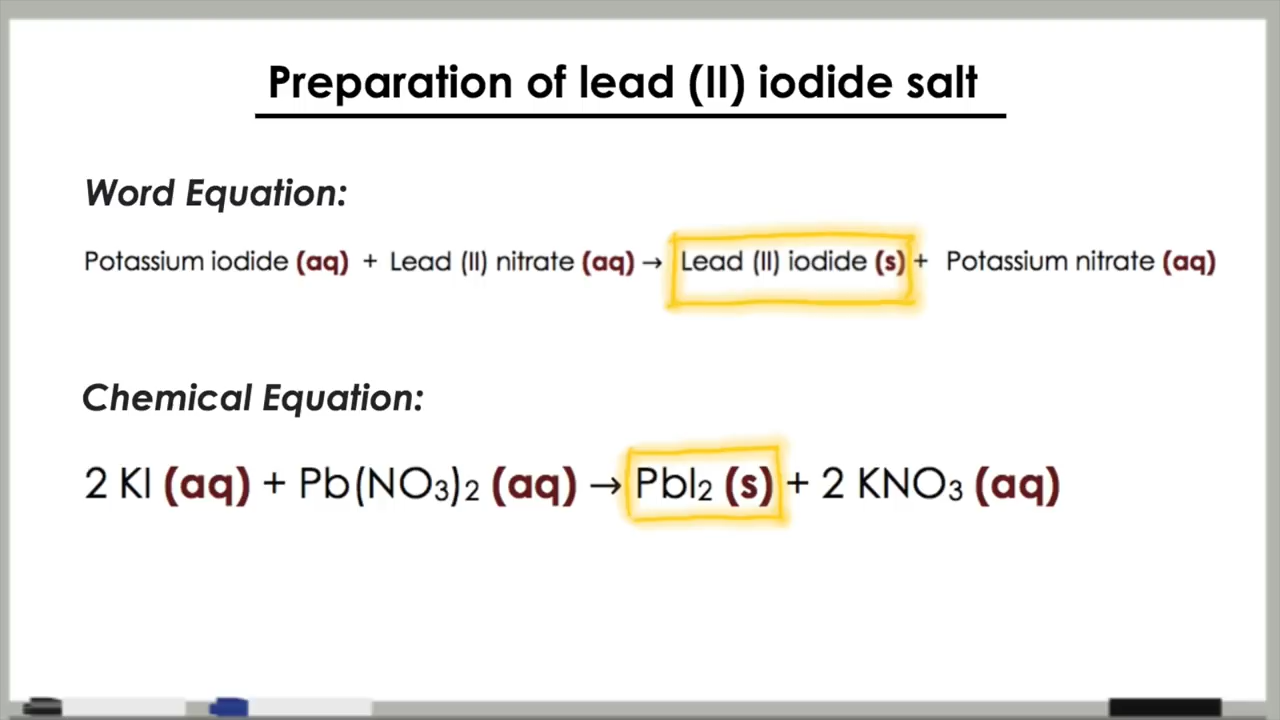 Preparation of lead (II) iodide salt
Word Equation:
Potassium iodide (aq) + Lead (II) nitrate (aq) → Lead (II) iodide (s) + Potassium nitrate (aq)
Chemical Equation:
2 KI (aq) + Pb(NO₃)₂ (aq) → PbI₂ (s) + 2 KNO₃ (aq)